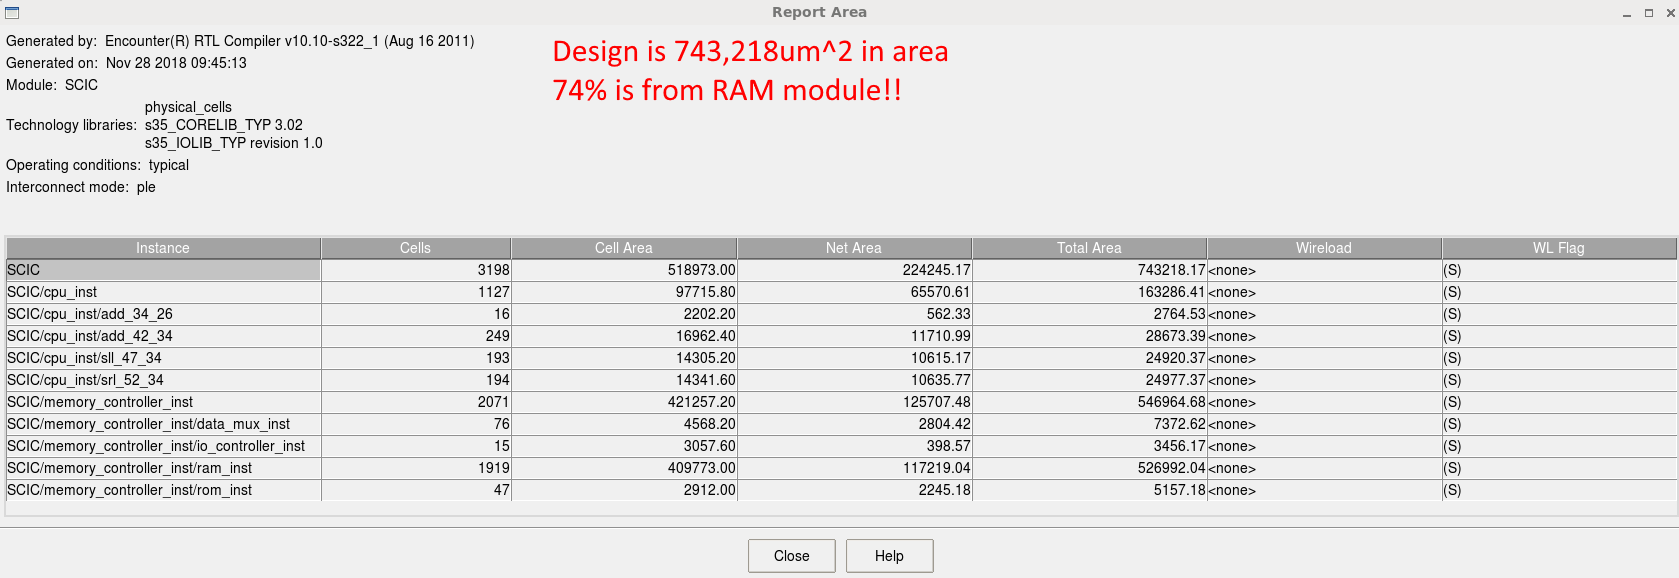 Report Area
Generated by: Encounter(R) RTL Compiler v10.10-s322_1 (Aug 16 2011)
Generated on: Nov 28 2018 09:45:13
Module: SCIC
physical_cells
Technology libraries: s35_CORELIB_TYP 3.02
s35_IOLIB_TYP revision 1.0
Operating conditions: typical
Interconnect mode: ple
Design is 743,218um^2 in area
74% is from RAM module!!
Instance Cells Cell Area Net Area Total Area Wireload WL Flag
SCIC 3198 518973.00 224245.17 743218.17 <none> (S)
SCIC/cpu_inst 1127 97715.80 65570.61 163286.41 <none> (S)
SCIC/cpu_inst/add_34_26 16 2202.20 562.33 2764.53 <none> (S)
SCIC/cpu_inst/add_42_34 249 16962.40 11710.99 28673.39 <none> (S)
SCIC/cpu_inst/sll_47_34 193 14305.20 10615.17 24920.37 <none> (S)
SCIC/cpu_inst/srl_52_34 194 14341.60 10635.77 24977.37 <none> (S)
SCIC/memory_controller_inst 2071 421257.20 125707.48 546964.68 <none> (S)
SCIC/memory_controller_inst/data_mux_inst 76 4568.20 2804.42 7372.62 <none> (S)
SCIC/memory_controller_inst/io_controller_inst 15 3057.60 398.57 3456.17 <none> (S)
SCIC/memory_controller_inst/ram_inst 1919 409773.00 117219.04 526992.04 <none> (S)
SCIC/memory_controller_inst/rom_inst 47 2912.00 2245.18 5157.18 <none> (S)
Close Help